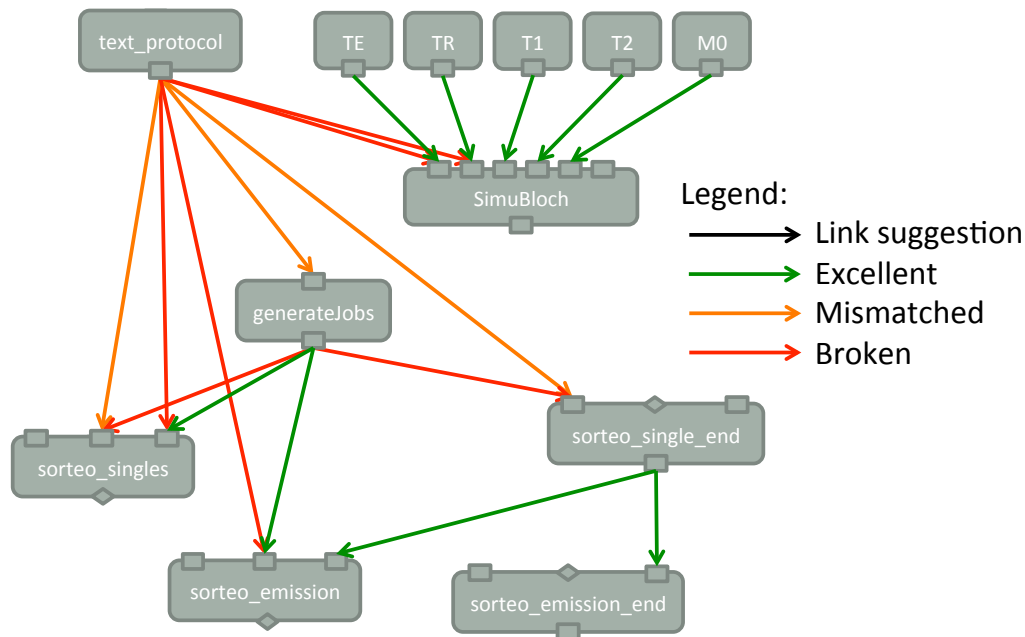 text_protocol
TE
TR
T1
T2
M0
SimuBloch
Legend:
Link suggestion
Excellent
Mismatched
Broken
generateJobs
sorteo_single_end
sorteo_singles
sorteo_emission
sorteo_emission_end